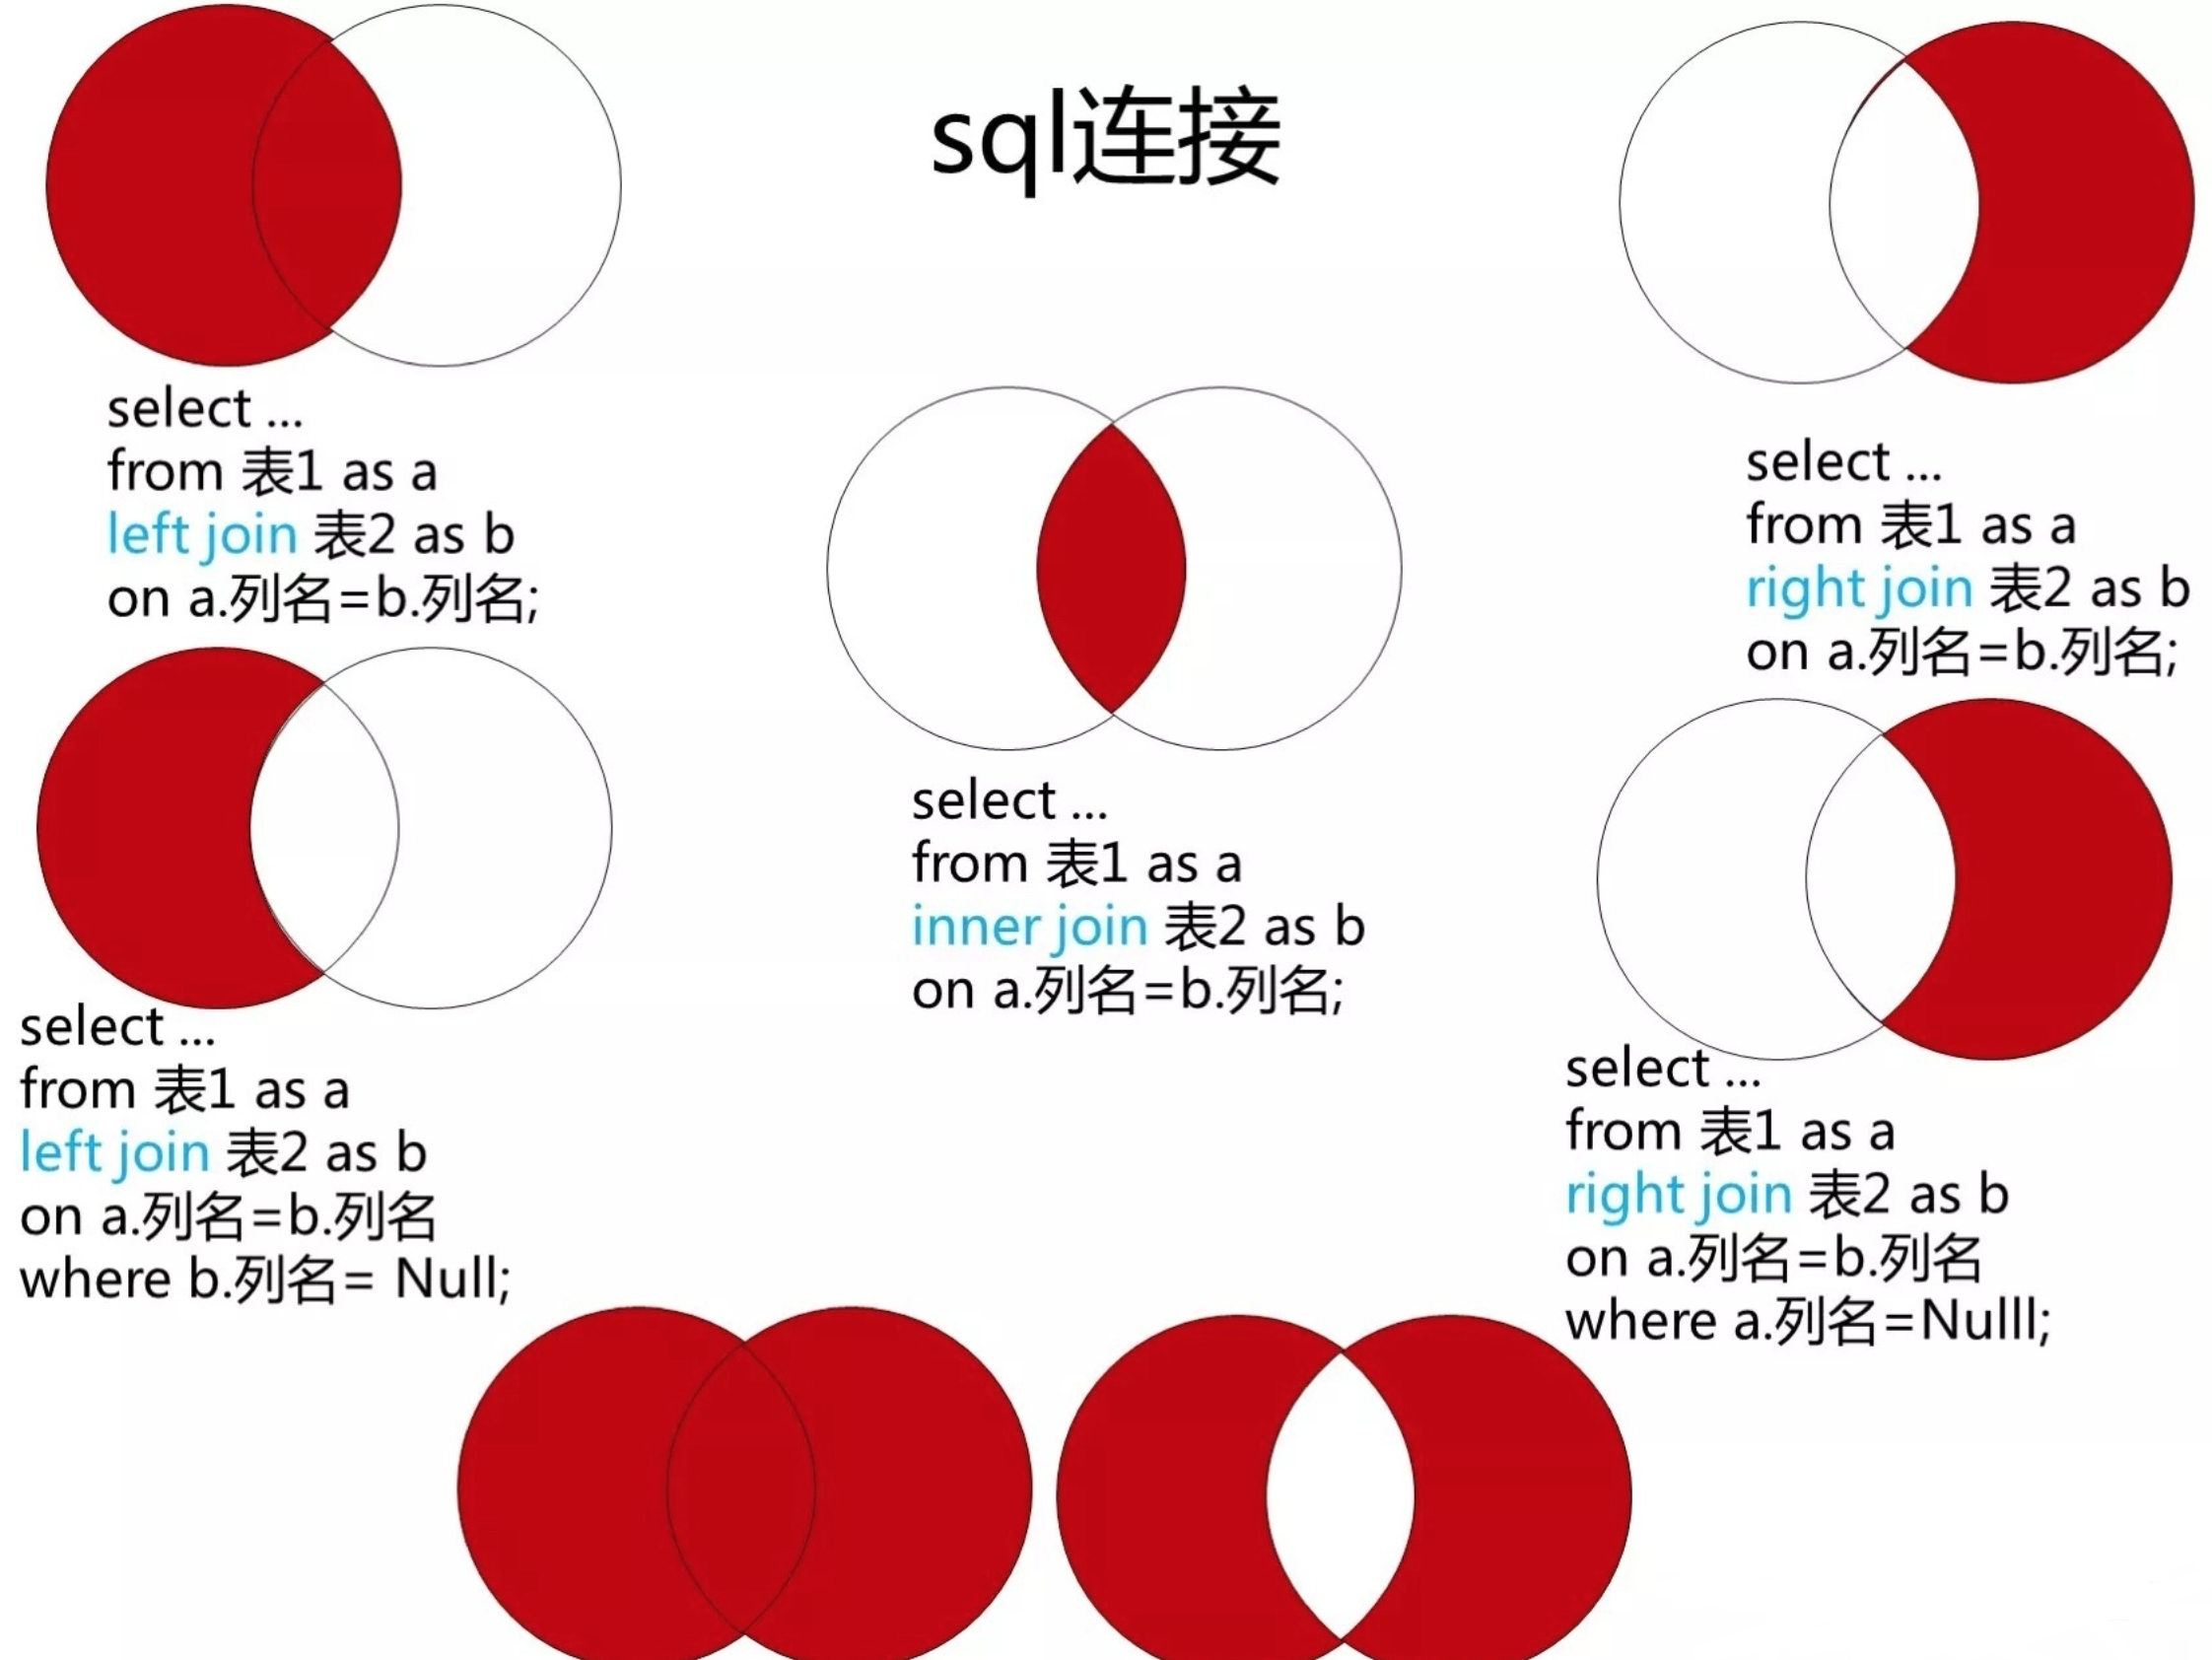 sql连接
select ...
from 表1 as a
left join 表2 as b
on a.列名=b.列名;
select ...
from 表1 as a
right join 表2 as b
on a.列名=b.列名;
select ...
from 表1 as a
inner join 表2 as b
on a.列名=b.列名;
select ...
from 表1 as a
left join 表2 as b
on a.列名=b.列名
where b.列名= Null;
select ...
from 表1 as a
right join 表2 as b
on a.列名=b.列名
where a.列名=Nulll;